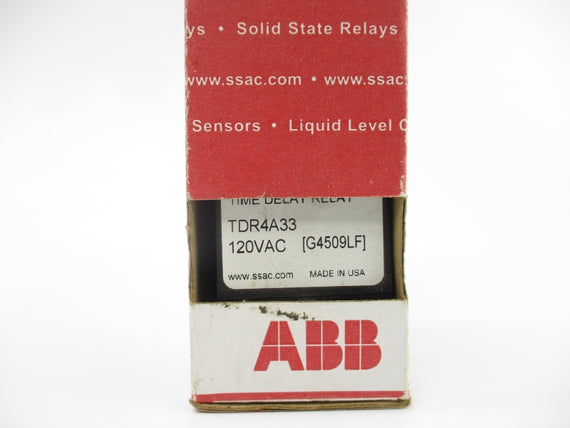 ys • Solid State Relays
www.ssac.com • www.ssac
Sensors • Liquid Level C
TIME DELAY RELAY
TDR4A33
120VAC [G4509LF]
www.ssac.com MADE IN USA
ABB